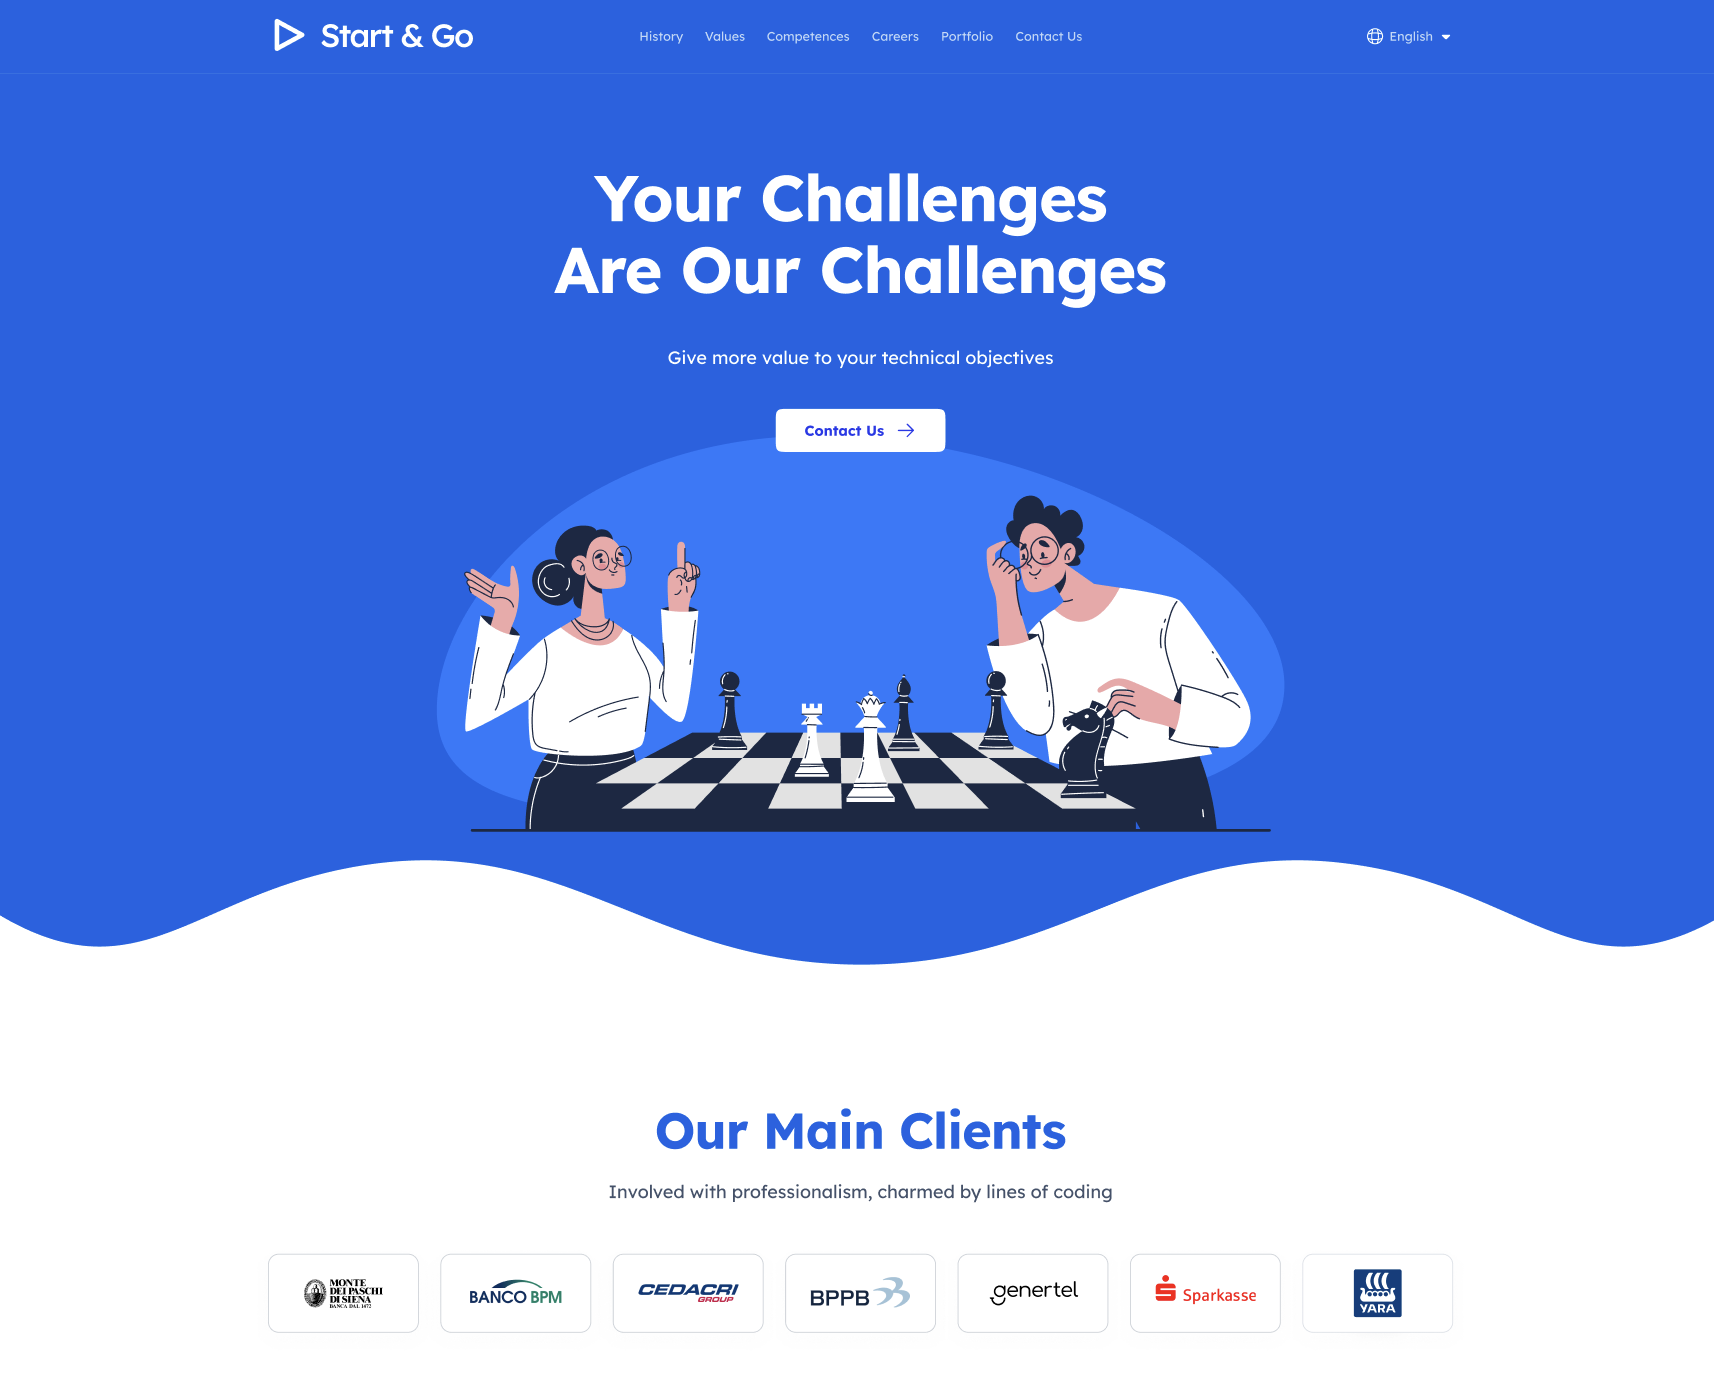 Start & Go
History Values Competences Careers Portfolio Contact Us
English
Your Challenges
Are Our Challenges
Give more value to your technical objectives
Contact Us
Our Main Clients
Involved with professionalism, charmed by lines of coding
MONTE
DEI PASCHI
DI SIENA
BANCA DAL 1472
BANCO BPM
CEDACRI
GROUP
BPPB
genertel
Sparkasse
YARA